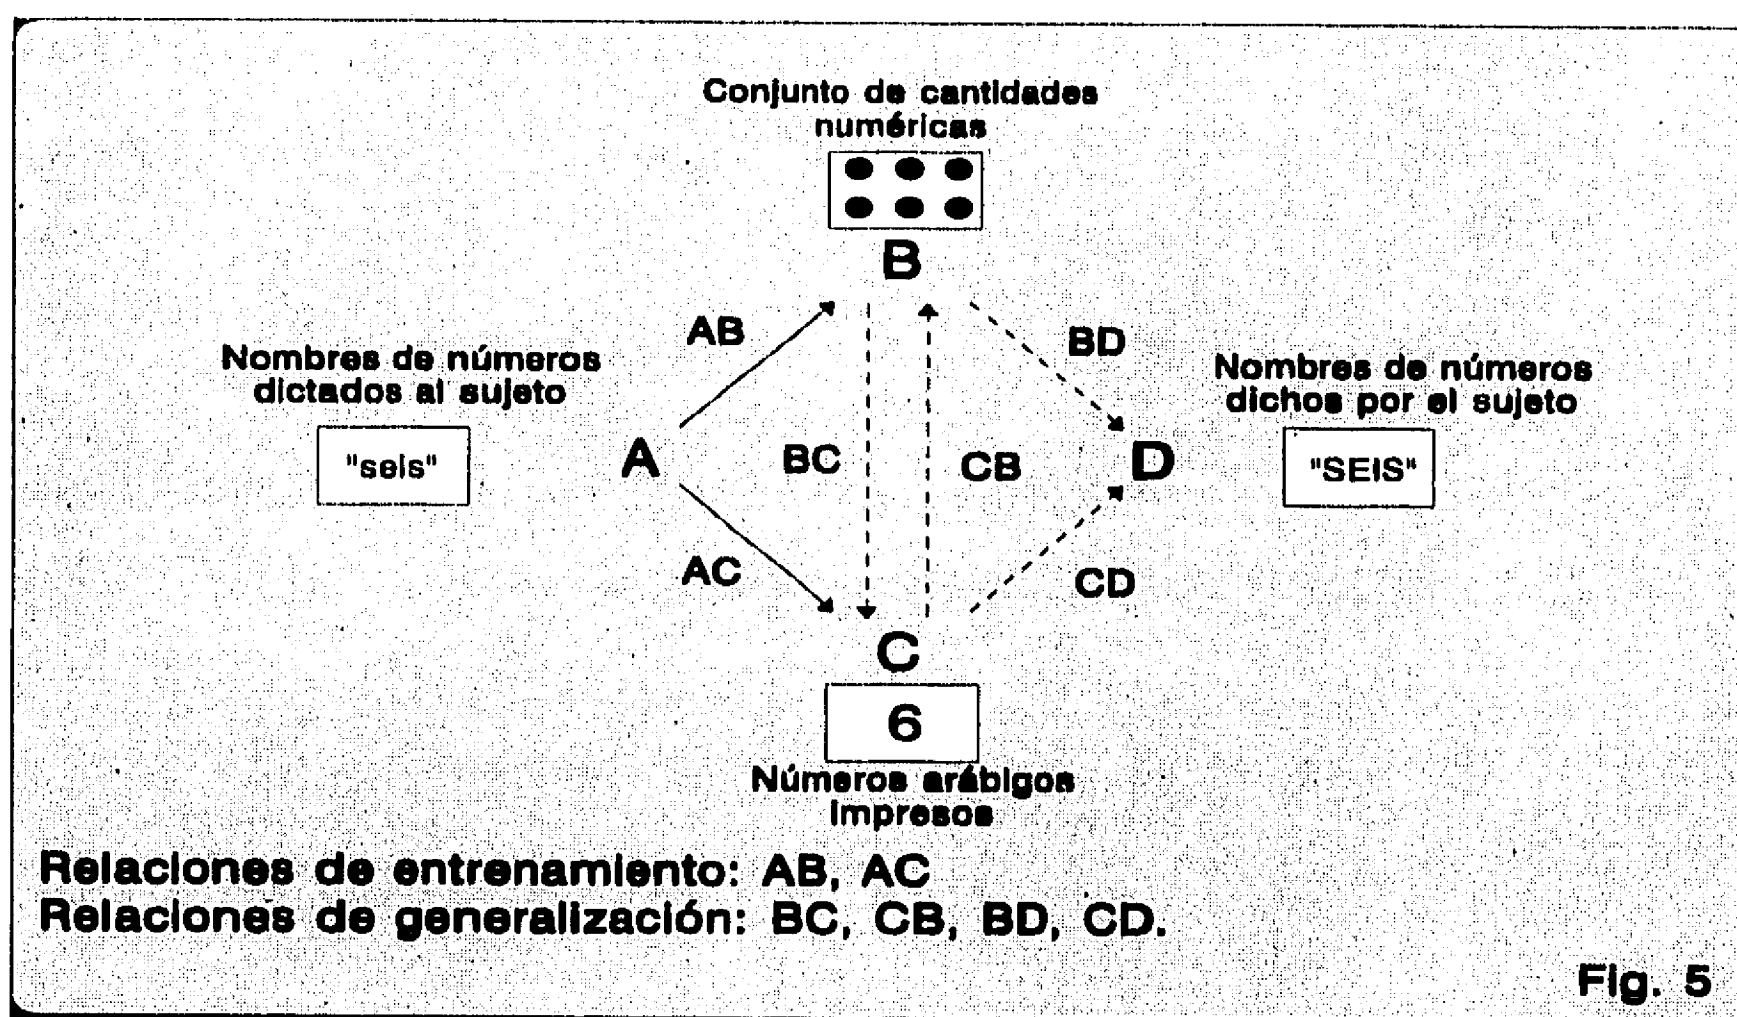 Conjunto de cantidades
numéricas
B
AB
BD
Nombres de números
dictados al sujeto
"seis"
A
BC
CB
D
Nombres de números
dichos por el sujeto
"SEIS"
AC
CD
C
6
Números arábigos
impresos
Relaciones de entrenamiento: AB, AC
Relaciones de generalización: BC, CB, BD, CD.
Fig. 5